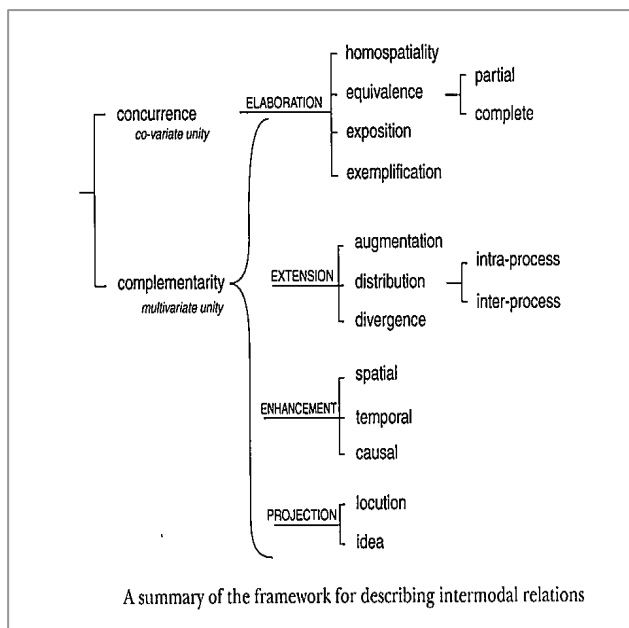 homospatiality
partial
ELABORATION
equivalence
concurrence
complete
co-variate unity
exposition
exemplification
augmentation
intra-process
complementarity
EXTENSION
distribution
multivariate unity
inter-process
divergence
spatial
ENHANCEMENT
temporal
causal
locution
PROJECTION
idea
A summary of the framework for describing intermodal relations